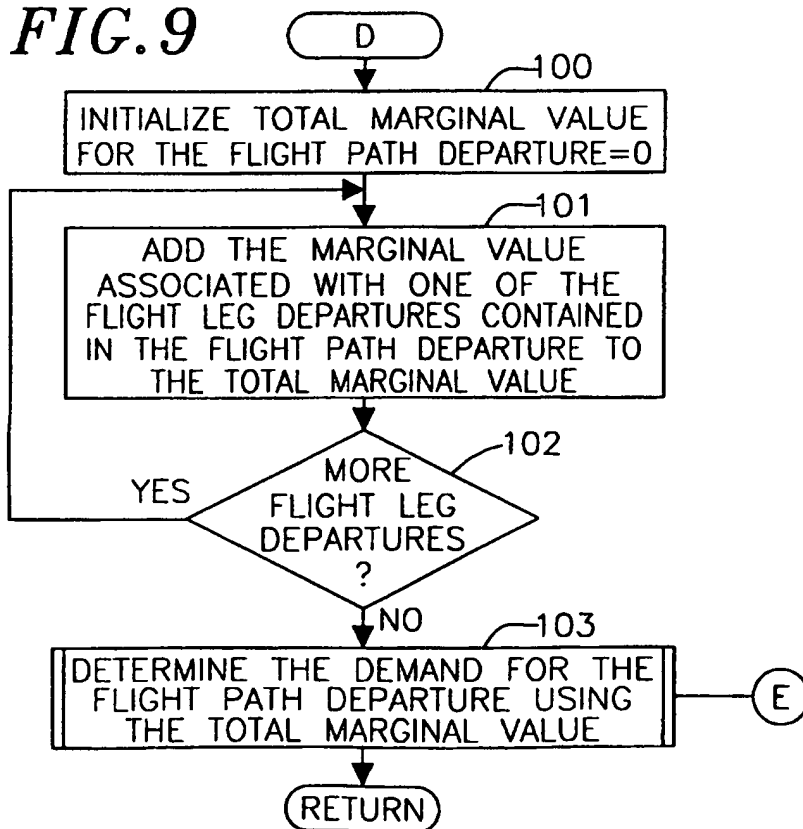 FIG. 9
D
100
INITIALIZE TOTAL MARGINAL VALUE
FOR THE FLIGHT PATH DEPARTURE=0
101
ADD THE MARGINAL VALUE
ASSOCIATED WITH ONE OF THE
FLIGHT LEG DEPARTURES CONTAINED
IN THE FLIGHT PATH DEPARTURE TO
THE TOTAL MARGINAL VALUE
102
MORE
FLIGHT LEG
DEPARTURES
?
YES
NO
103
DETERMINE THE DEMAND FOR THE
FLIGHT PATH DEPARTURE USING
THE TOTAL MARGINAL VALUE
E
RETURN